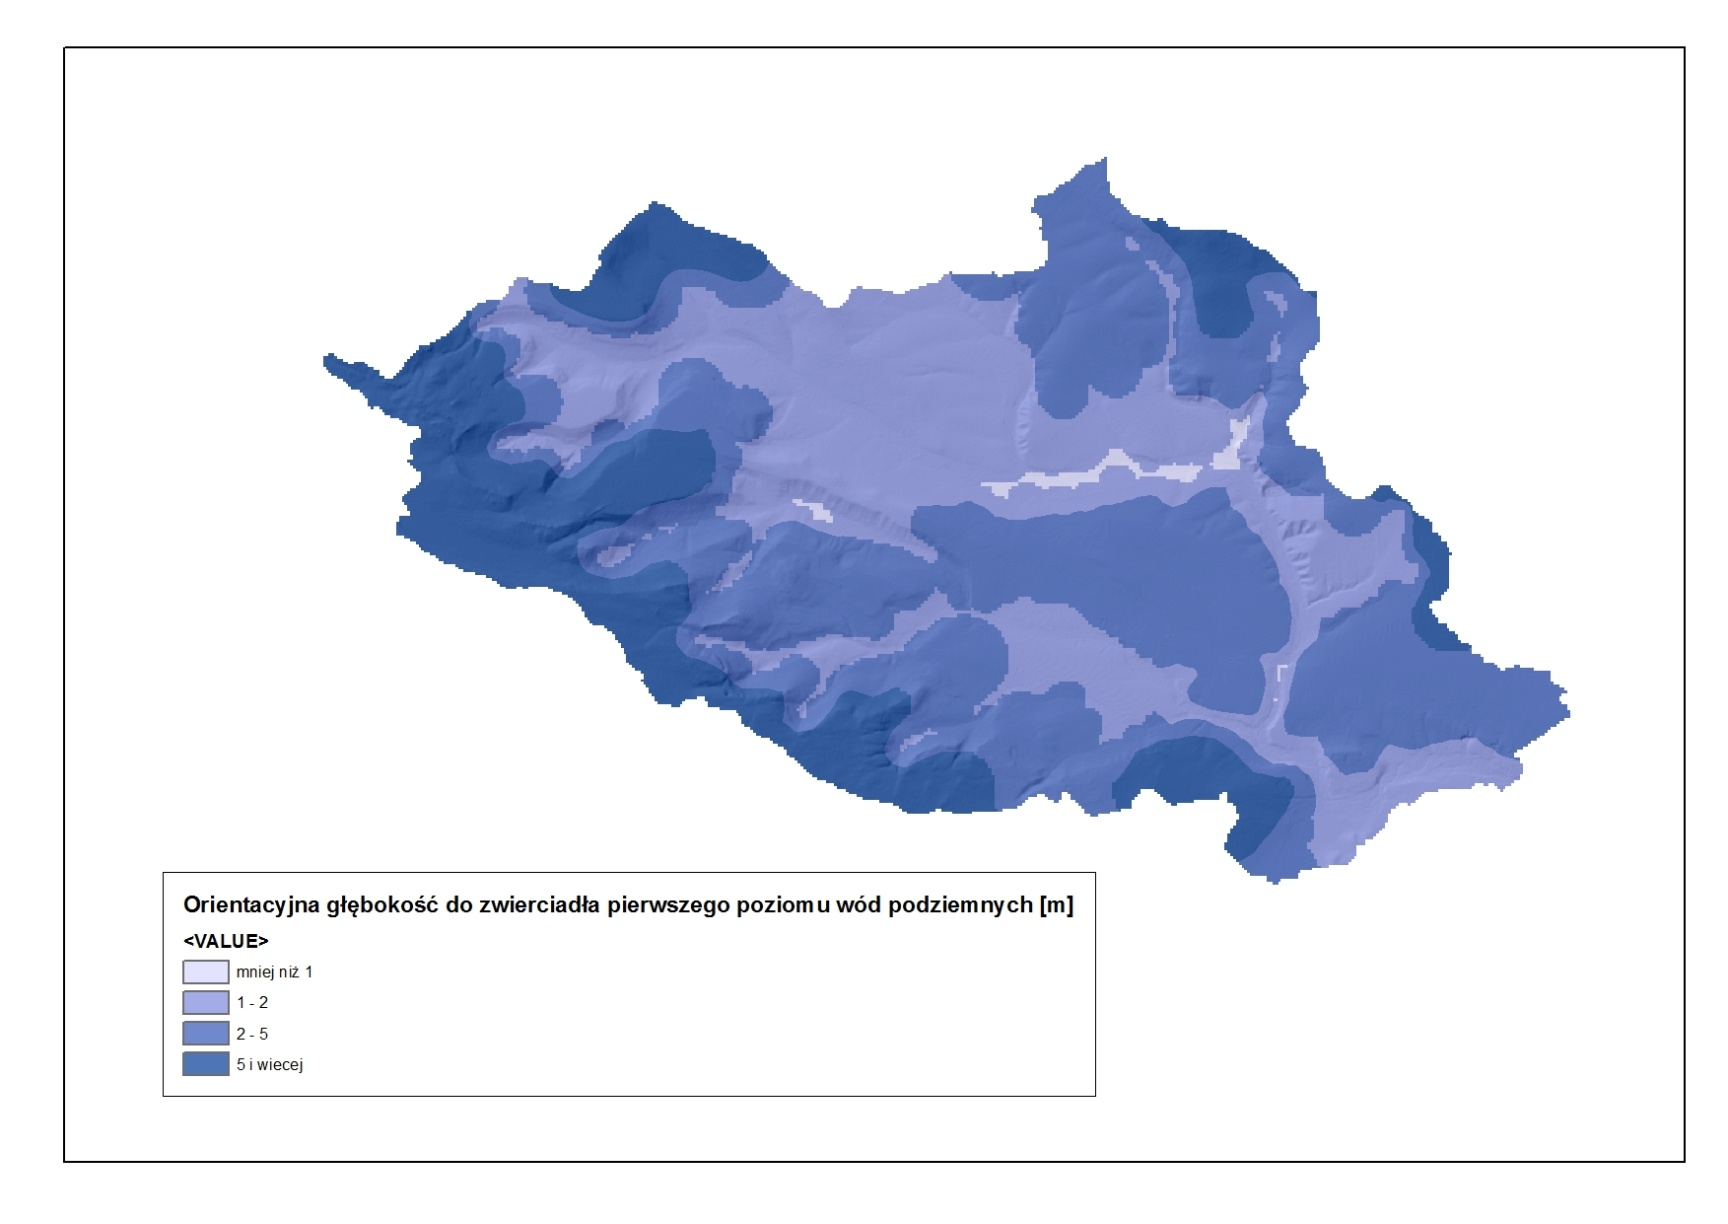 Orientacyjna głębokość do zwierciadła pierwszego poziomu wód podziemnych [m]
<VALUE>
mniej niż 1
1 - 2
2 - 5
5 i wiecej